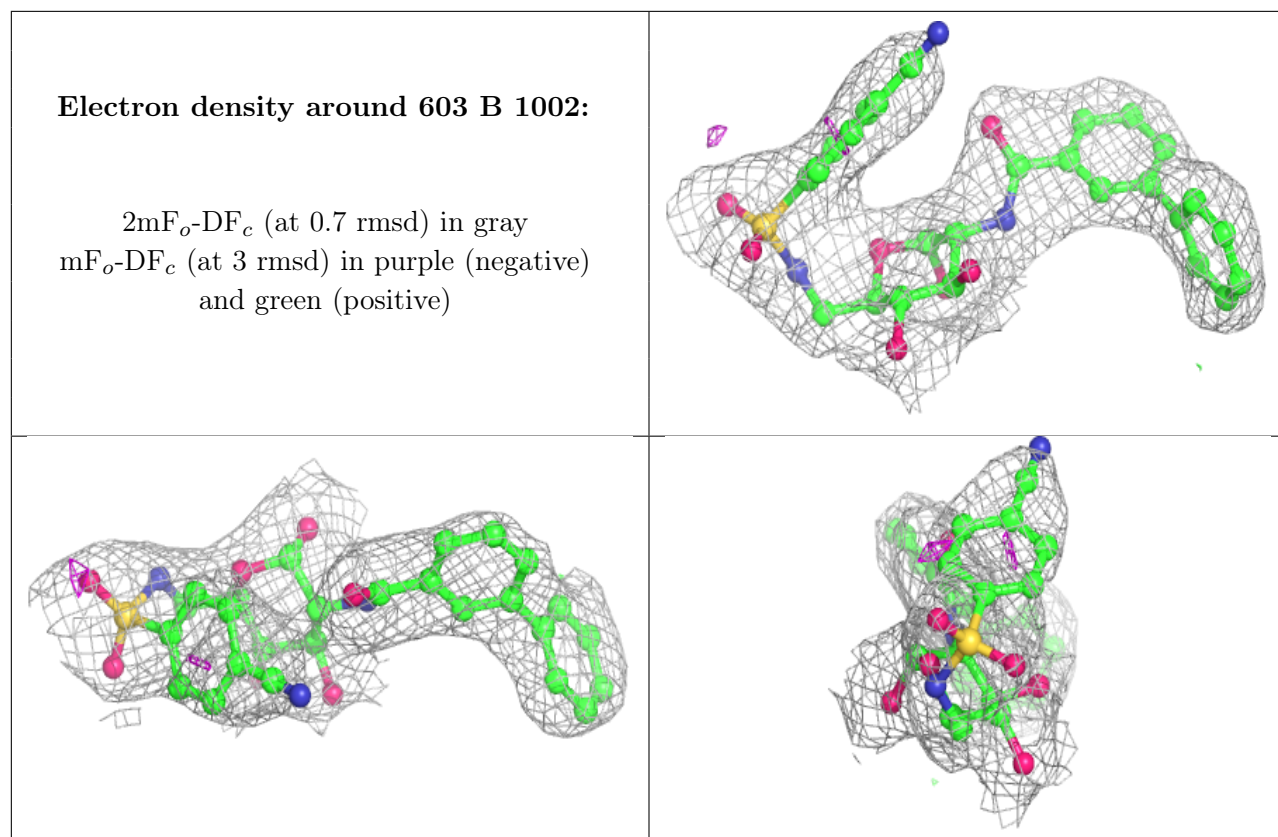 Electron density around 603 B 1002:
2mFₒ-DF𝒸 (at 0.7 rmsd) in gray
mFₒ-DF𝒸 (at 3 rmsd) in purple (negative)
and green (positive)